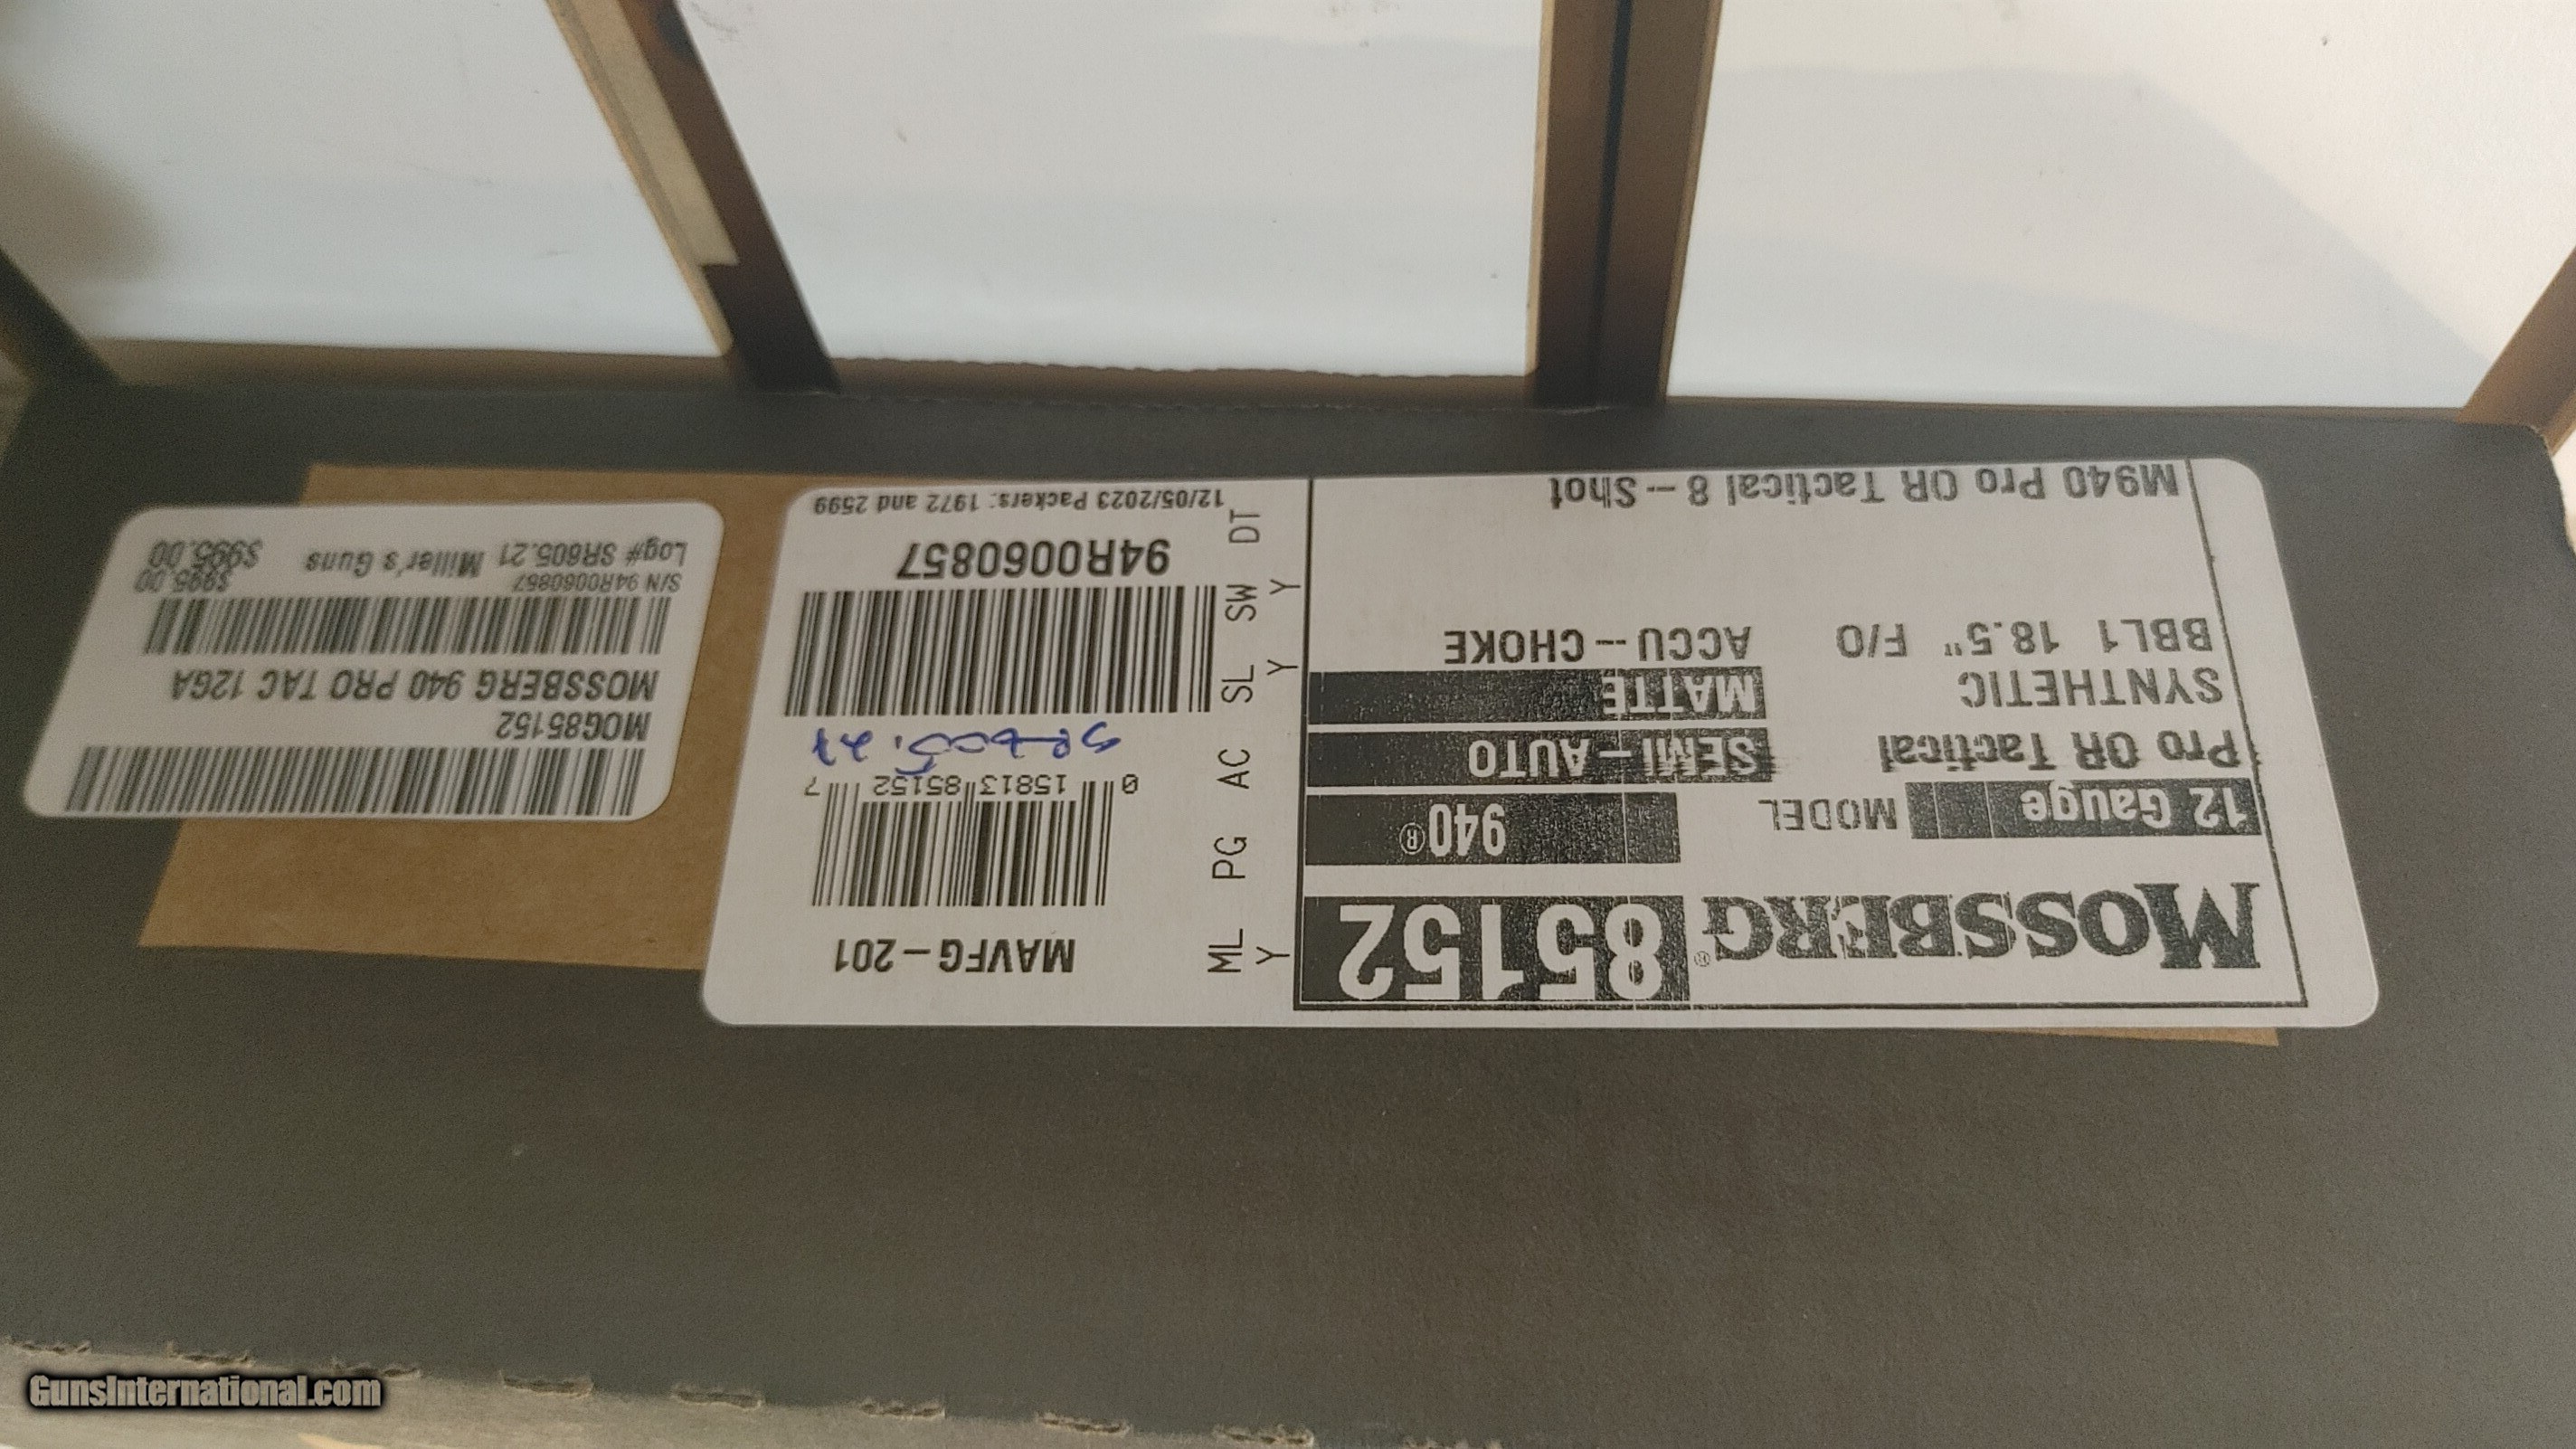 MOSSBERG® 85152
12 Gauge MODEL 940®
Pro OR Tactical SEMI-AUTO
SYNTHETIC MATTE
BBL1 18.5" F/O ACCU--CHOKE
M940 Pro OR Tactical 8--Shot
ML PG AC SL SW DT
Y Y Y
MAVFG-201
0 15813 85152 7
94R0060857
12/05/2023 Packers: 1972 and 2599
MOG85152
MOSSBERG 940 PRO TAC 12GA
S/N 94R0060857 $995.00
Log# SR605.21 Miller's Guns $995.00
GunsInternational.com